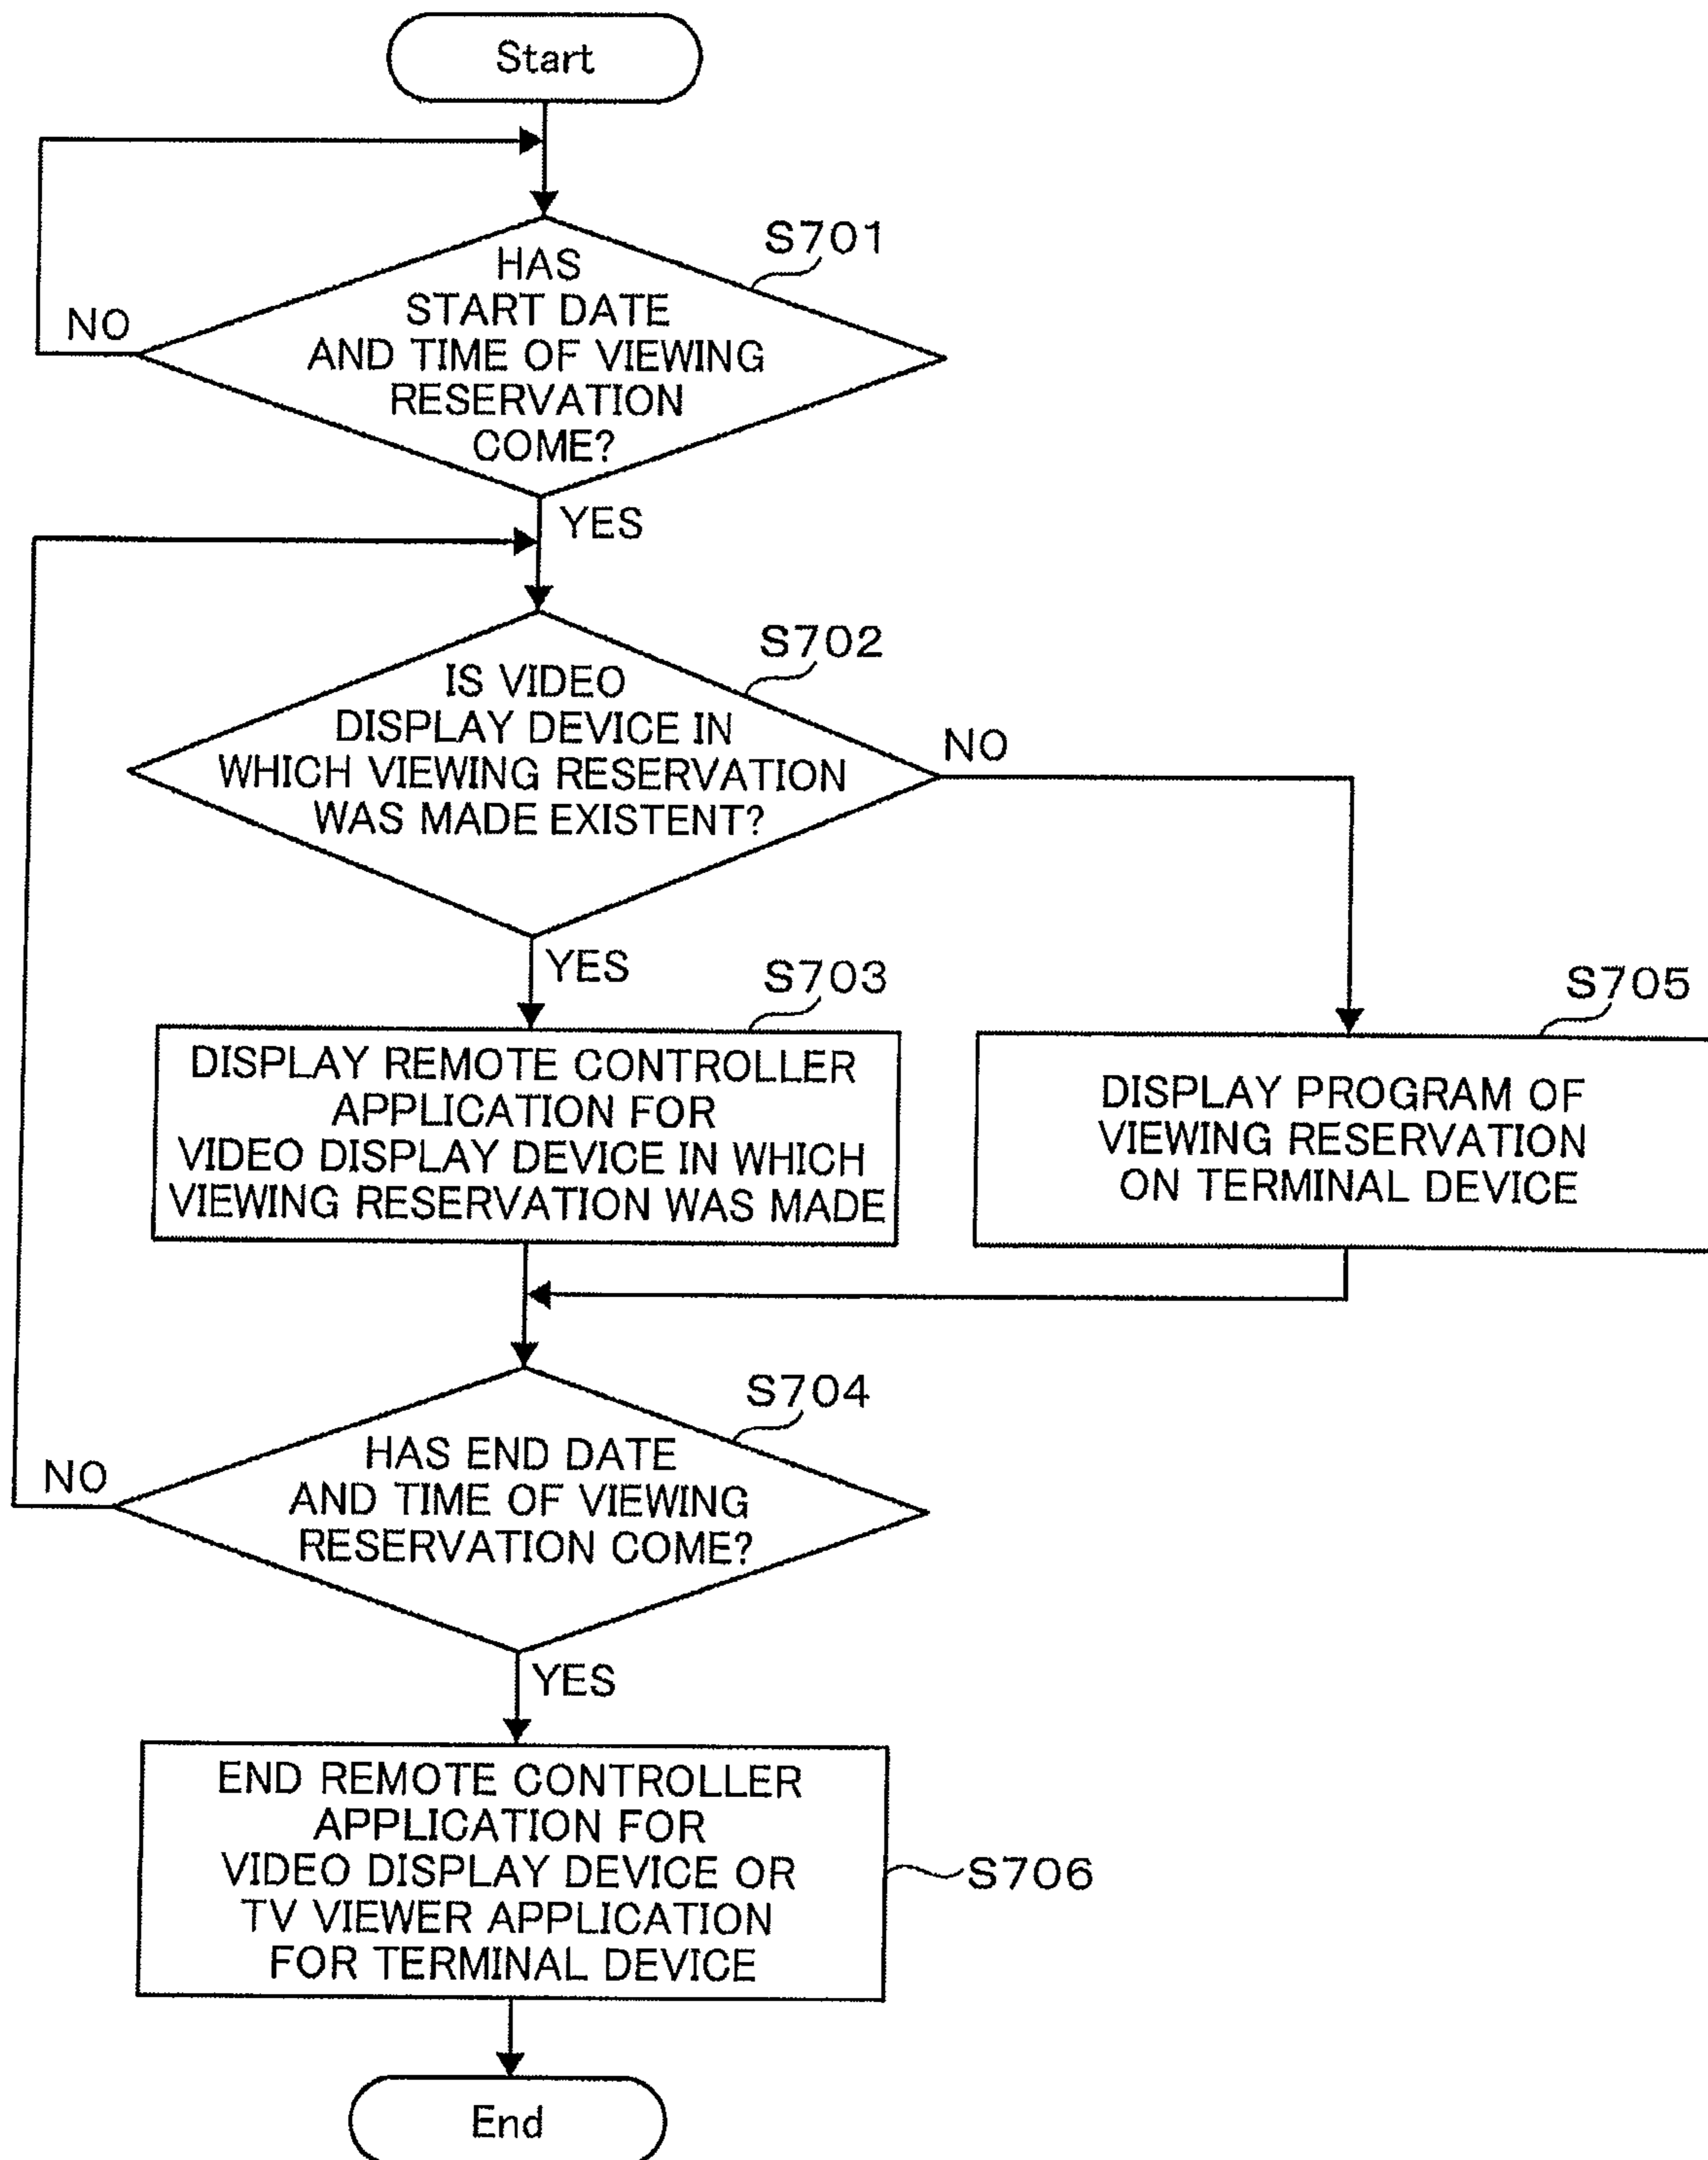 Start
S701
HAS
START DATE
AND TIME OF VIEWING
RESERVATION
COME?
NO
YES
S702
IS VIDEO
DISPLAY DEVICE IN
WHICH VIEWING RESERVATION
WAS MADE EXISTENT?
NO
YES
S703
DISPLAY REMOTE CONTROLLER
APPLICATION FOR
VIDEO DISPLAY DEVICE IN WHICH
VIEWING RESERVATION WAS MADE
S705
DISPLAY PROGRAM OF
VIEWING RESERVATION
ON TERMINAL DEVICE
S704
HAS END DATE
AND TIME OF VIEWING
RESERVATION COME?
NO
YES
END REMOTE CONTROLLER
APPLICATION FOR
VIDEO DISPLAY DEVICE OR
TV VIEWER APPLICATION
FOR TERMINAL DEVICE
S706
End